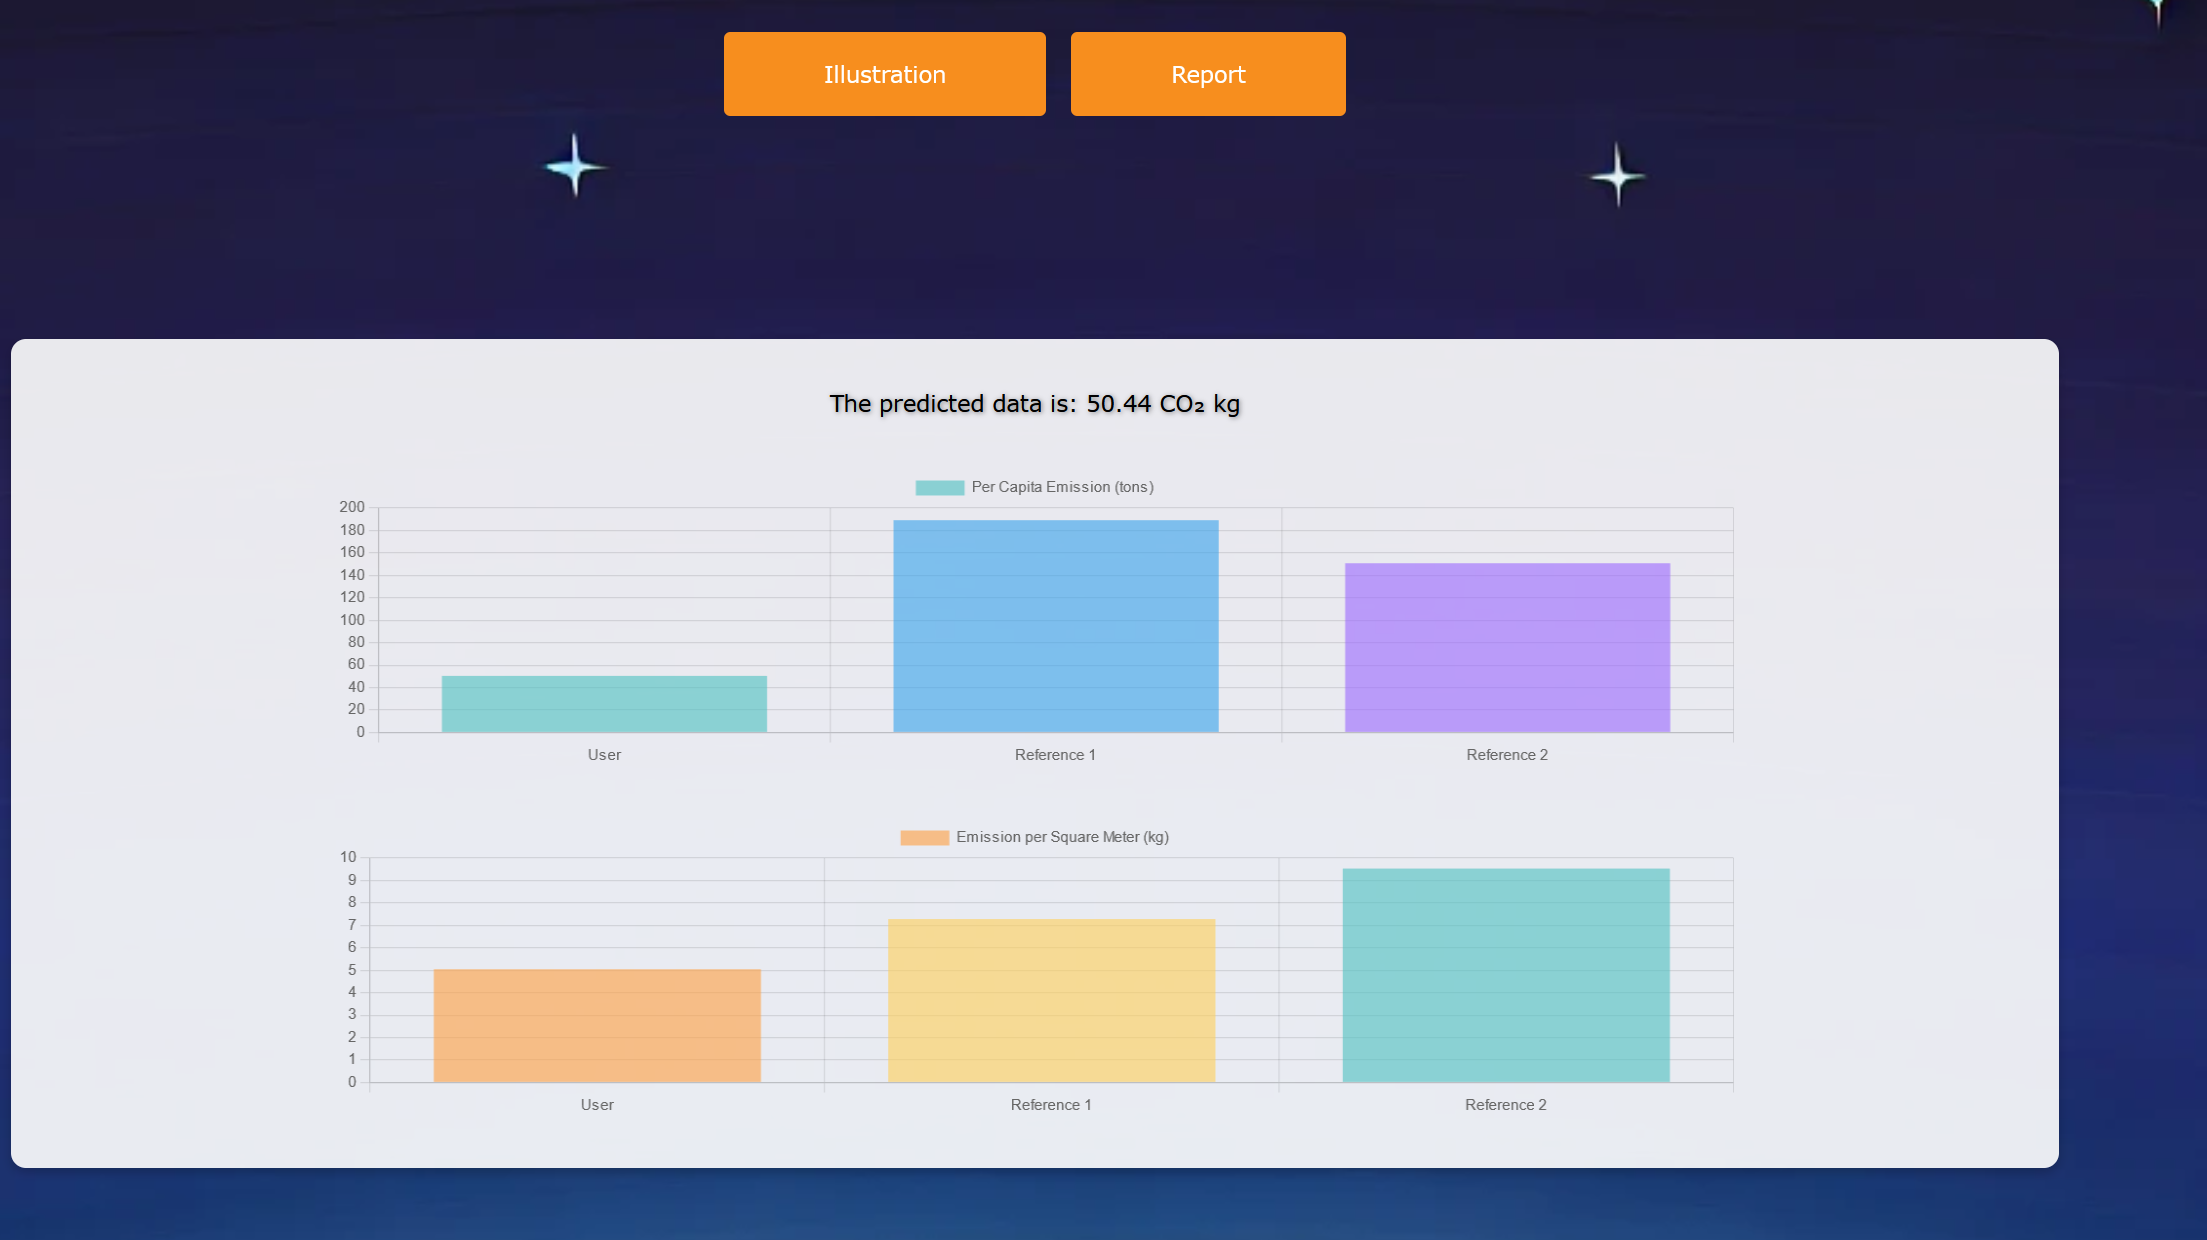 Illustration
Report
The predicted data is: 50.44 CO₂ kg
Per Capita Emission (tons)
200
180
160
140
120
100
80
60
40
20
0
User
Reference 1
Reference 2
Emission per Square Meter (kg)
10
9
8
7
6
5
4
3
2
1
0
User
Reference 1
Reference 2